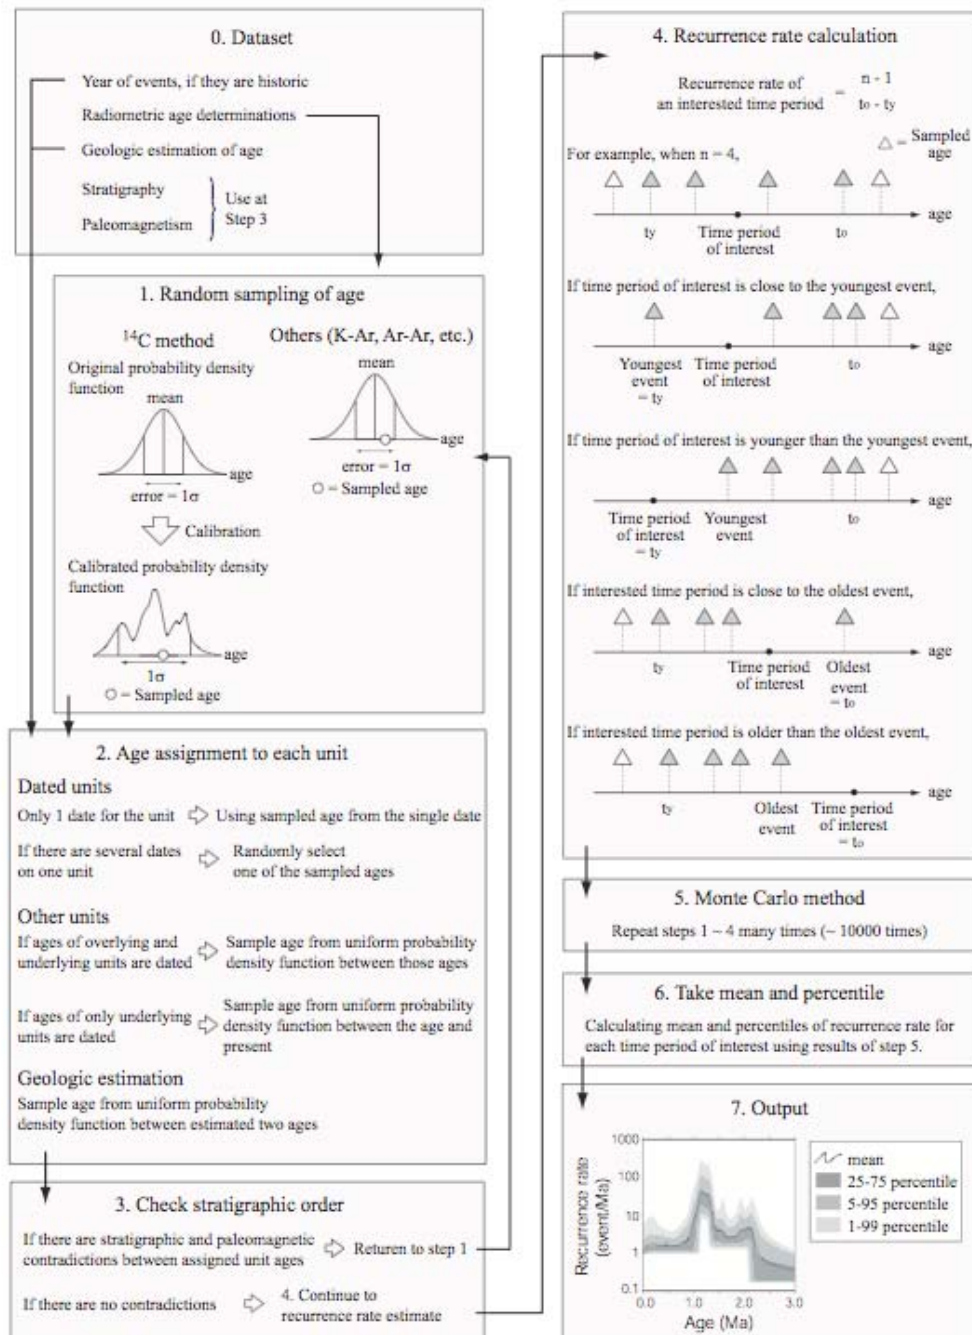 0. Dataset
Year of events, if they are historic
Radiometric age determinations
Geologic estimation of age
Stratigraphy
Paleomagnetism
Use at
Step 3
1. Random sampling of age
14C method
Original probability density
function
mean
age
error = 1σ
Calibration
Calibrated probability density
function
age
1σ
= Sampled age
Others (K-Ar, Ar-Ar, etc.)
mean
age
error = 1σ
= Sampled age
2. Age assignment to each unit
Dated units
Only 1 date for the unit
Using sampled age from the single date
If there are several dates
on one unit
Randomly select
one of the sampled ages
Other units
If ages of overlying and
underlying units are dated
Sample age from uniform probability
density function between those ages
If ages of only underlying
units are dated
Sample age from uniform probability
density function between the age and
present
Geologic estimation
Sample age from uniform probability
density function between estimated two ages
3. Check stratigraphic order
If there are stratigraphic and paleomagnetic
contradictions between assigned unit ages
Returen to step 1
If there are no contradictions
4. Continue to
recurrence rate estimate
4. Recurrence rate calculation
Recurrence rate of
an interested time period
=
n - 1
to - ty
= Sampled
age
For example, when n = 4,
age
ty
Time period
of interest
to
If time period of interest is close to the youngest event,
age
Youngest
event
= ty
Time period
of interest
to
If time period of interest is younger than the youngest event,
age
Time period
of interest
= ty
Youngest
event
to
If interested time period is close to the oldest event,
age
ty
Time period
of interest
Oldest
event
= to
If interested time period is older than the oldest event,
age
ty
Oldest
event
Time period
of interest
= to
5. Monte Carlo method
Repeat steps 1 ~ 4 many times (~ 10000 times)
6. Take mean and percentile
Calculating mean and percentiles of recurrence rate for
each time period of interest using results of step 5.
7. Output
Recurrence rate
(event/Ma)
1000
100
10
1
0.1
0.0
1.0
2.0
3.0
Age (Ma)
mean
25-75 percentile
5-95 percentile
1-99 percentile